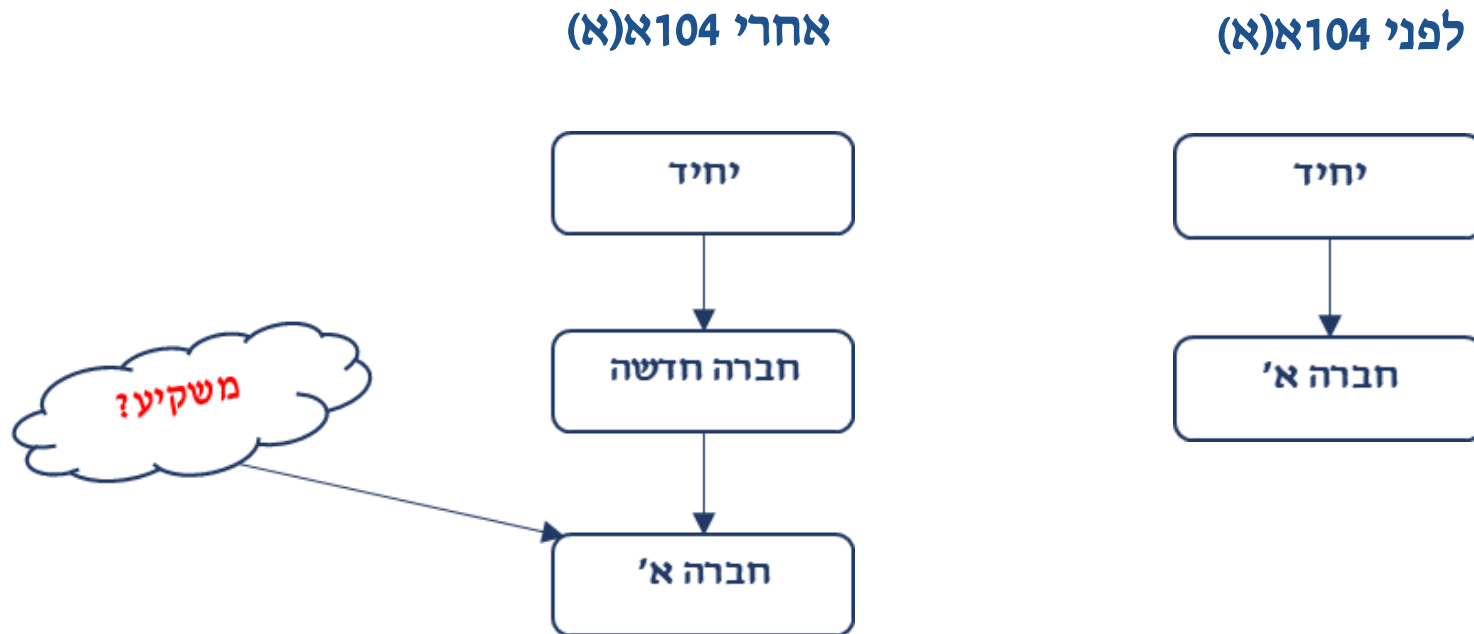 לפני 104א(א)
יחיד
חברה א'
אחרי 104א(א)
יחיד
חברה חדשה
משקיע?
חברה א'